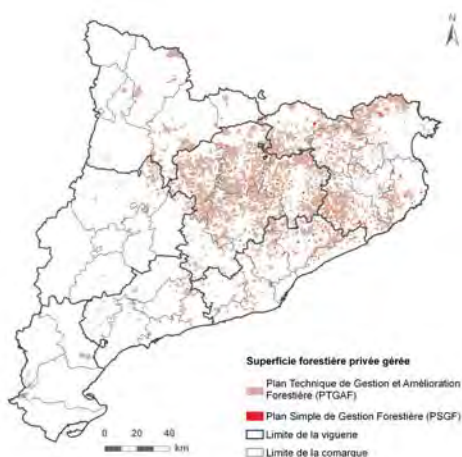 N
Superficie forestière privée gérée
Plan Technique de Gestion et Amélioration
Forestière (PTGAF)
Plan Simple de Gestion Forestière (PSGF)
Limite de la viguerie
Limite de la comarque
0 20 40
km